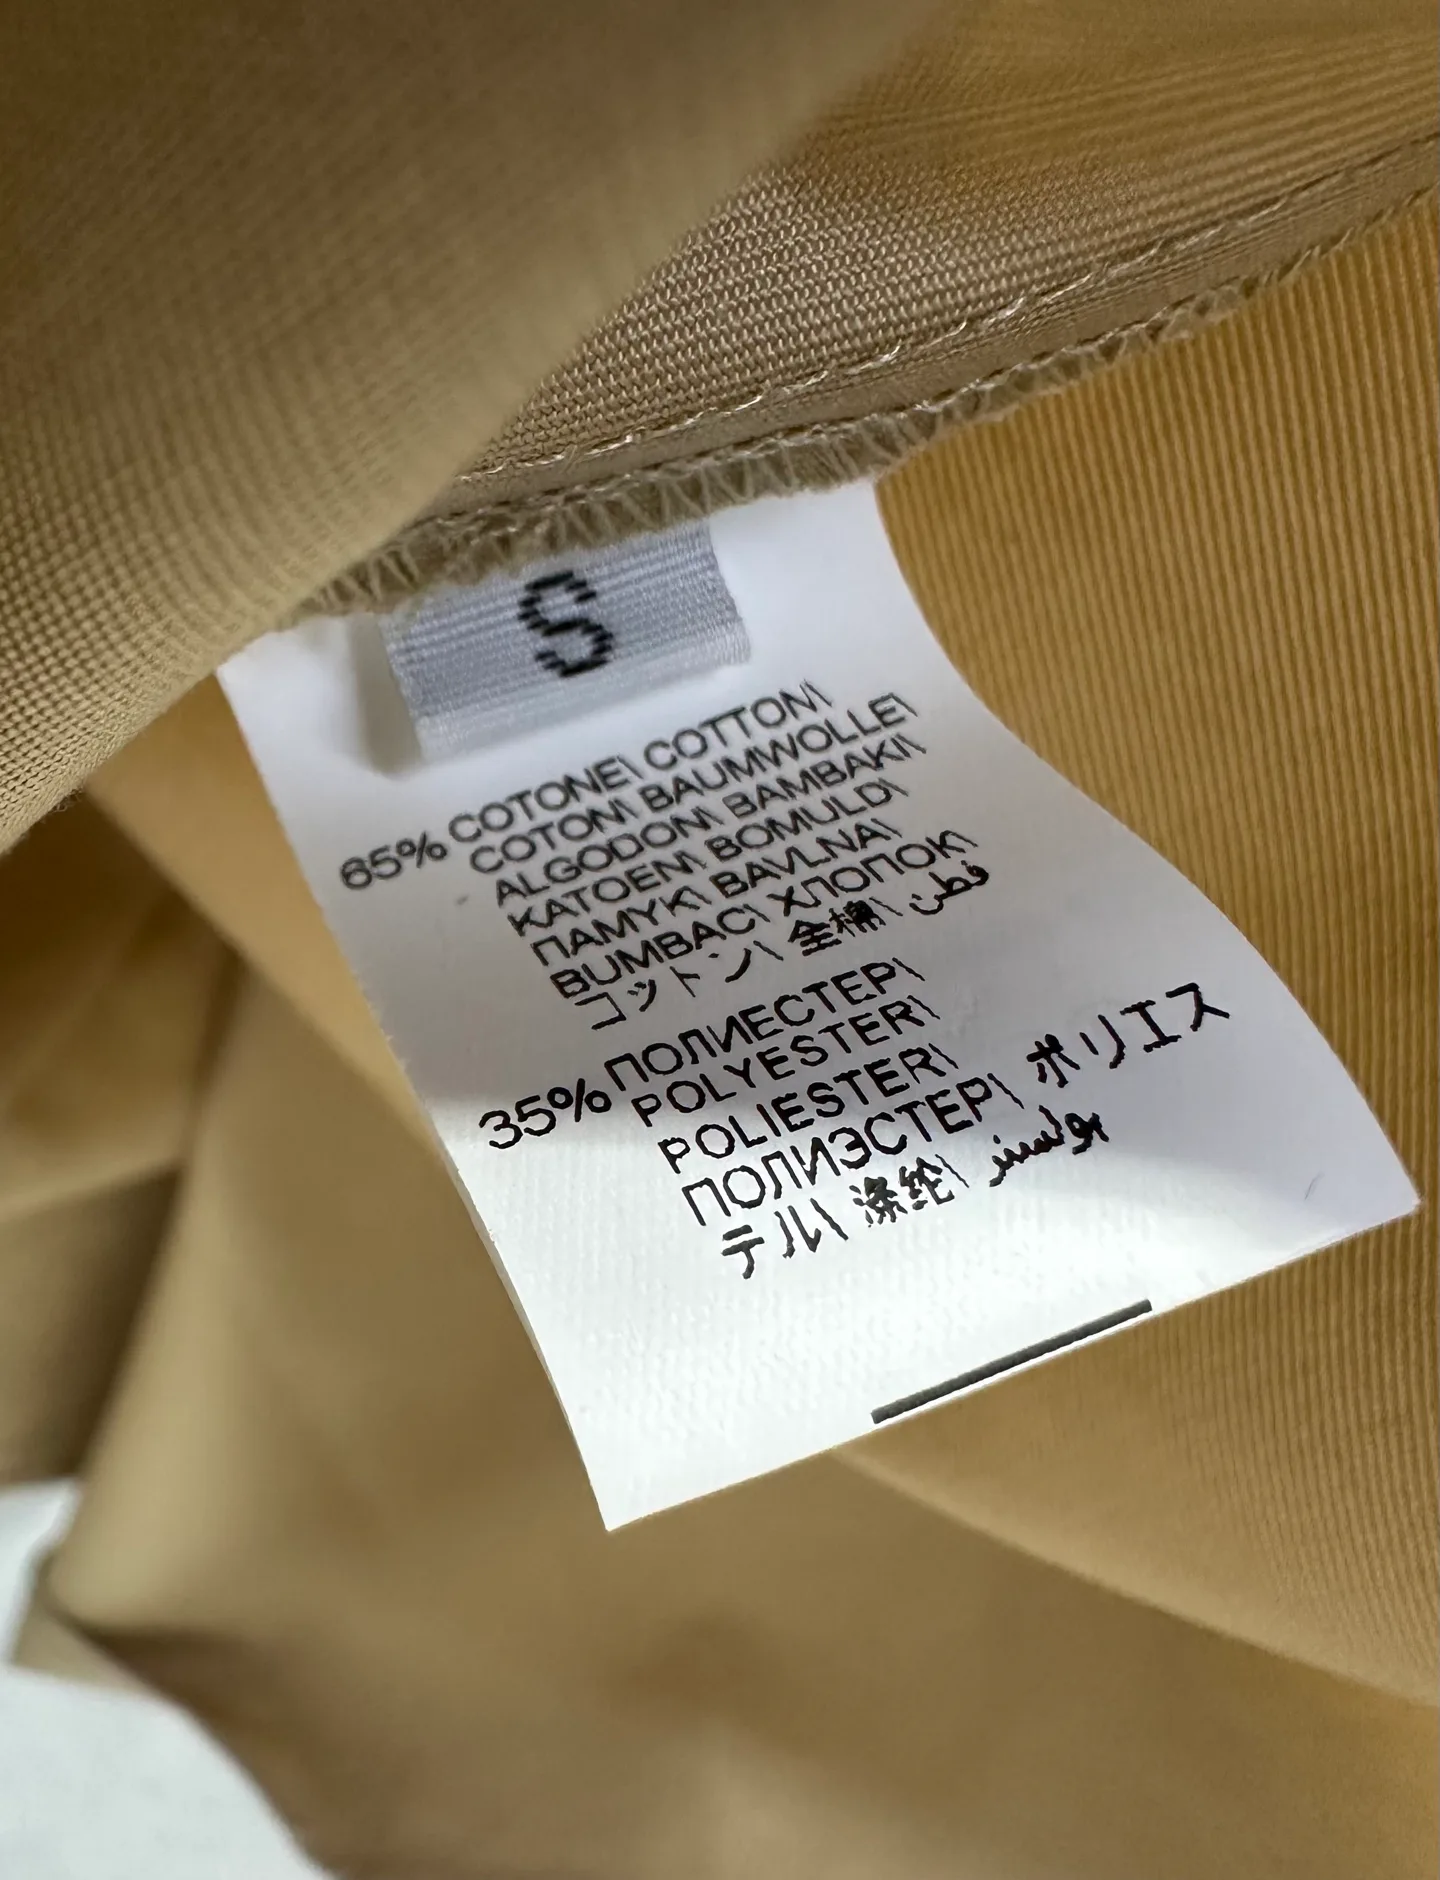 S
65% COTONE\ COTTON\
COTON\ BAUMWOLLE\
ALGODON\ BAMBAKI\
KATOEN\ BOMULD\
ПAMYK\ BAVLNA\
BUMBAC\ ХЛОПОК\
コットン\ 全棉\ قطن
35% ПОЛИЕСТЕР\
POLYESTER\
POLIESTER\
ПОЛИЭСТЕР\ ポリエス
テル\ 涤纶\ بولستر